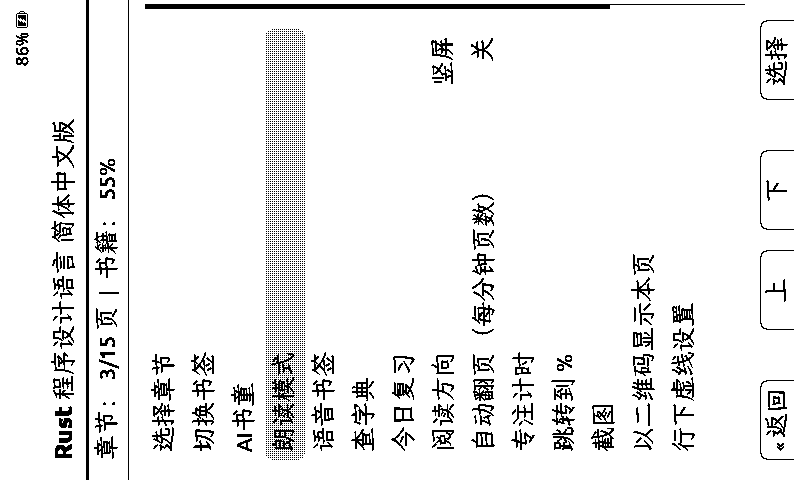 86%
Rust 程序设计语言 简体中文版
章节： 3/15 页 | 书籍： 55%
选择章节
切换书签
AI书童
朗读模式
语音书签
查字典
今日复习
阅读方向 竖屏
自动翻页（每分钟页数） 关
专注计时
跳转到 %
截图
以二维码显示本页
行下虚线设置
«返回 上 下 选择